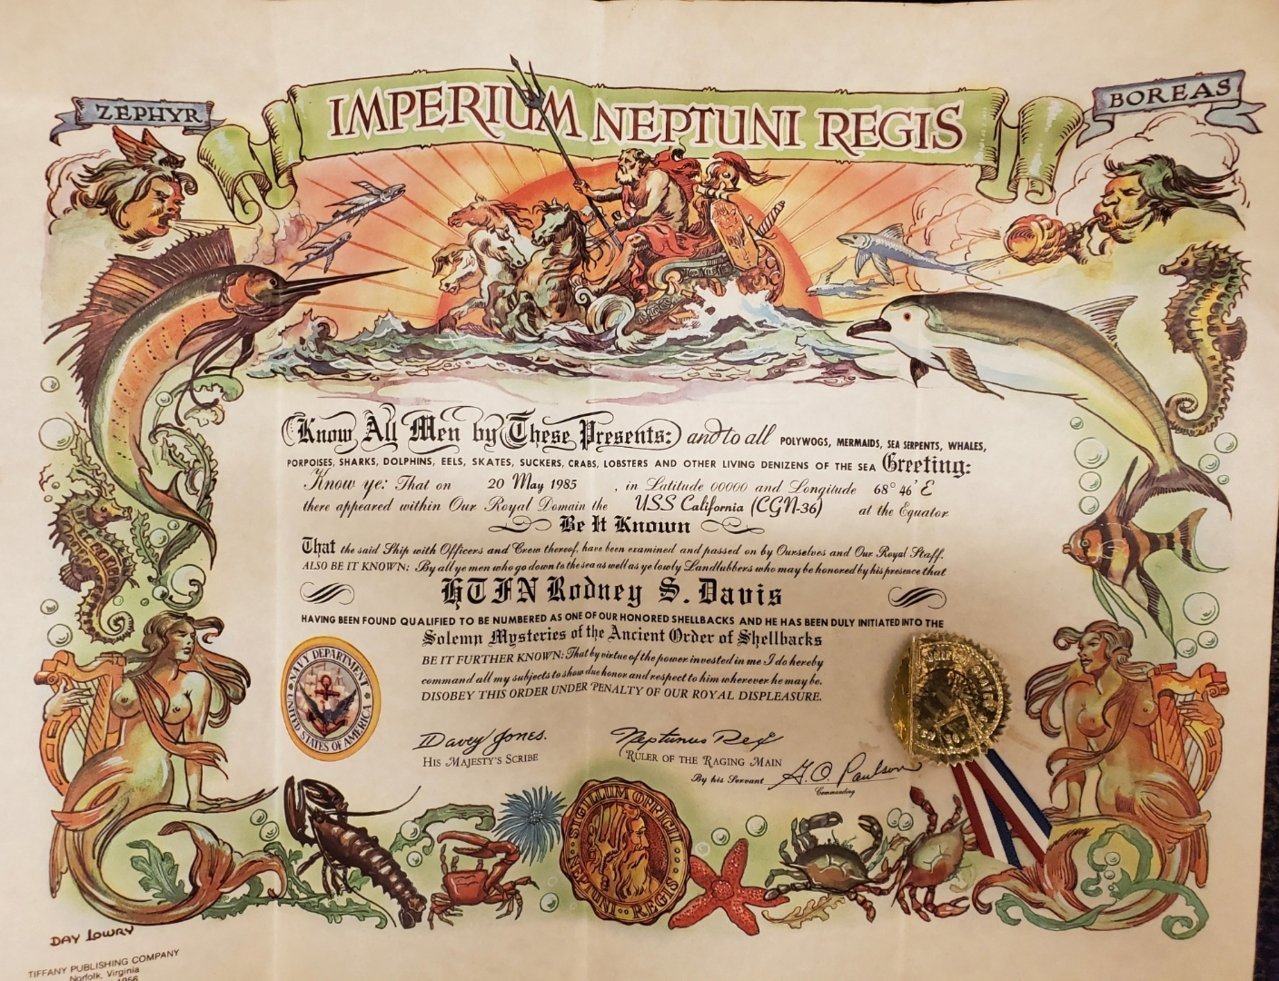 ZEPHYR
IMPERIUM NEPTUNI REGIS
BOREAS
Know All Men by These Presents: and to all POLYWOGS, MERMAIDS, SEA SERPENTS, WHALES,
PORPOISES, SHARKS, DOLPHINS, EELS, SKATES, SUCKERS, CRABS, LOBSTERS AND OTHER LIVING DENIZENS OF THE SEA Greeting:
Know ye: That on 20 May 1985, in Latitude 00000 and Longitude 68° 46' E
there appeared within Our Royal Domain the USS California (CGN-36) at the Equator
Be It Known
That the said Ship with Officers and Crew thereof, have been examined and passed on by Ourselves and Our Royal Staff.
ALSO BE IT KNOWN: By all ye men who go down to the sea as well as ye lowly Landlubbers who may be honored by his presence that
HTFN Rodney S. Davis
HAVING BEEN FOUND QUALIFIED TO BE NUMBERED AS ONE OF OUR HONORED SHELLBACKS AND HE HAS BEEN DULY INITIATED INTO THE
Solemn Mysteries of the Ancient Order of Shellbacks
BE IT FURTHER KNOWN: That by virtue of the power invested in me I do hereby
command all my subjects to show due honor and respect to him wherever he may be.
DISOBEY THIS ORDER UNDER PENALTY OF OUR ROYAL DISPLEASURE.
NAVY DEPARTMENT
UNITED STATES OF AMERICA
Davey Jones.
HIS MAJESTY'S SCRIBE
Neptunus Rex
RULER OF THE RAGING MAIN
By his Servant G. O. Paulson
Commanding
SIGILLUM OFFICII
NEPTUNI REGIS
DAY LOWRY
TIFFANY PUBLISHING COMPANY
Norfolk, Virginia